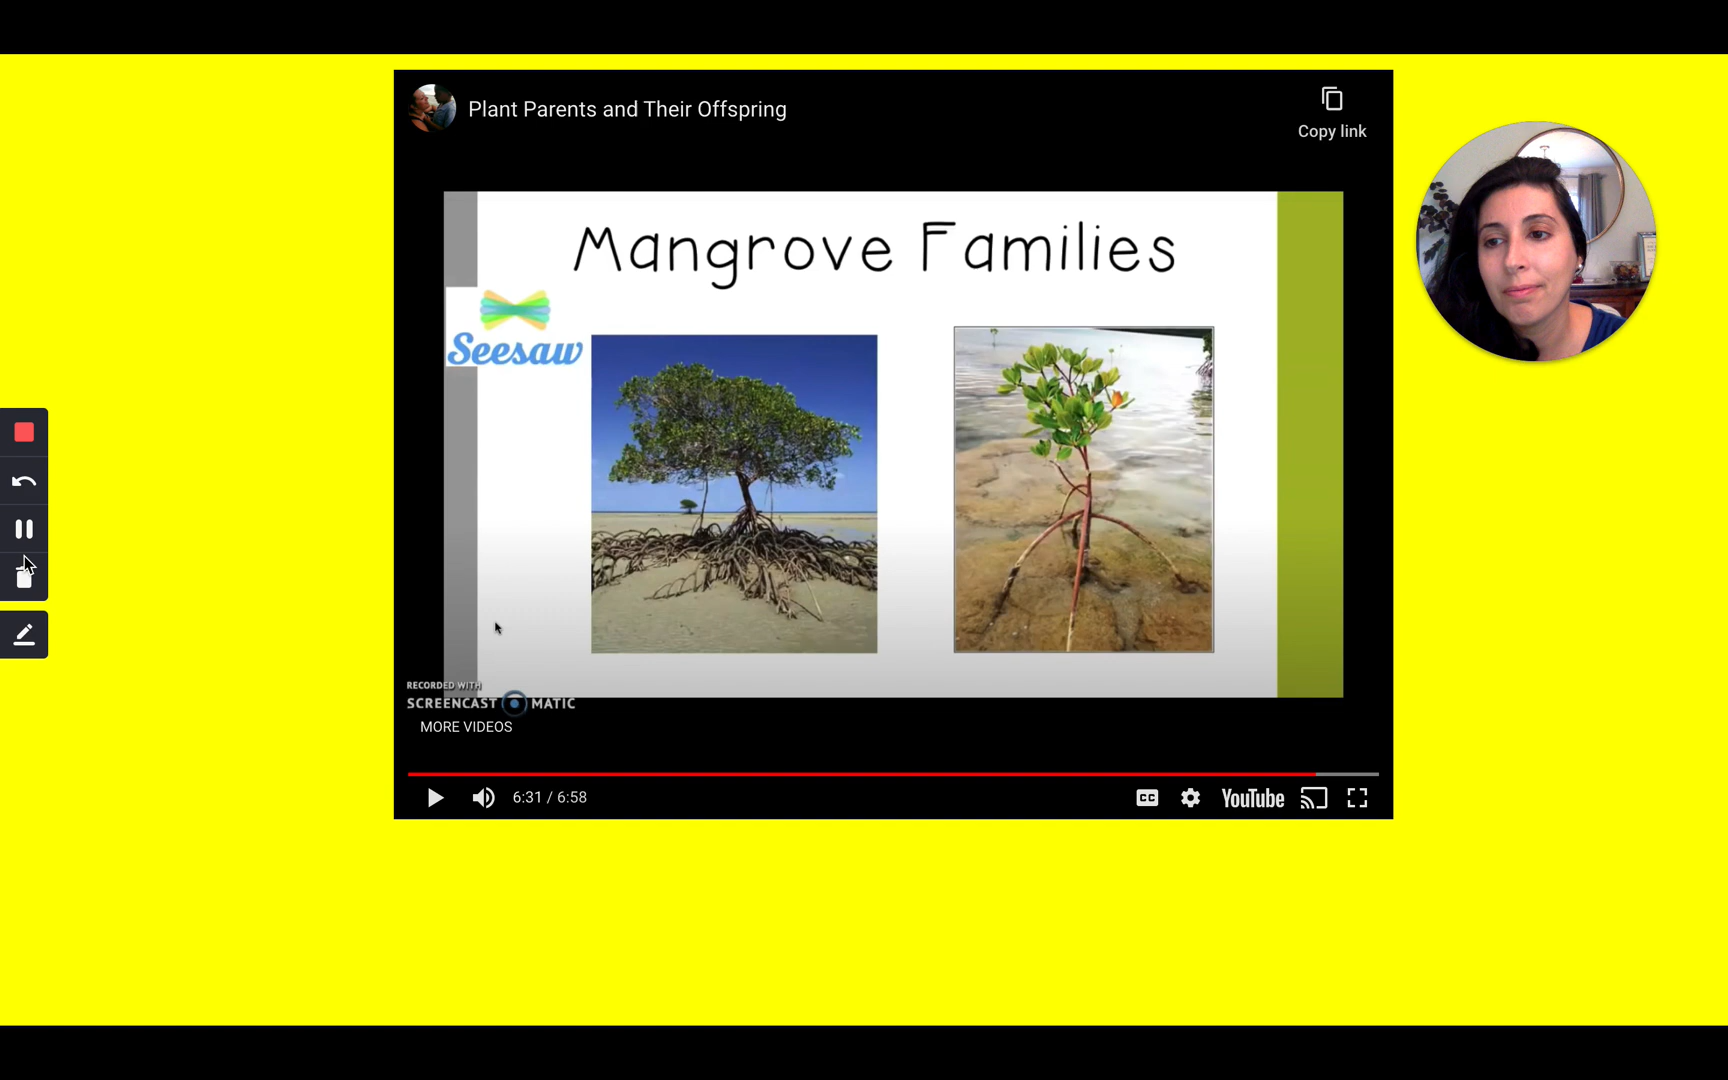 Plant Parents and Their Offspring
Copy link
Mangrove Families
Seesaw
RECORDED WITH
SCREENCAST MATIC
MORE VIDEOS
6:31 / 6:58
CC
YouTube